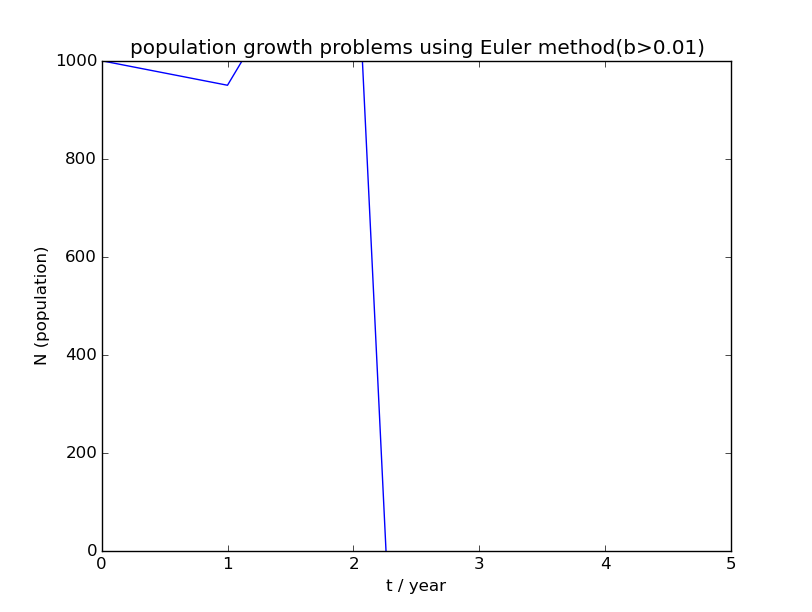 population growth problems using Euler method(b>0.01)
1000
800
600
400
200
0
N (population)
0 1 2 3 4 5
t / year